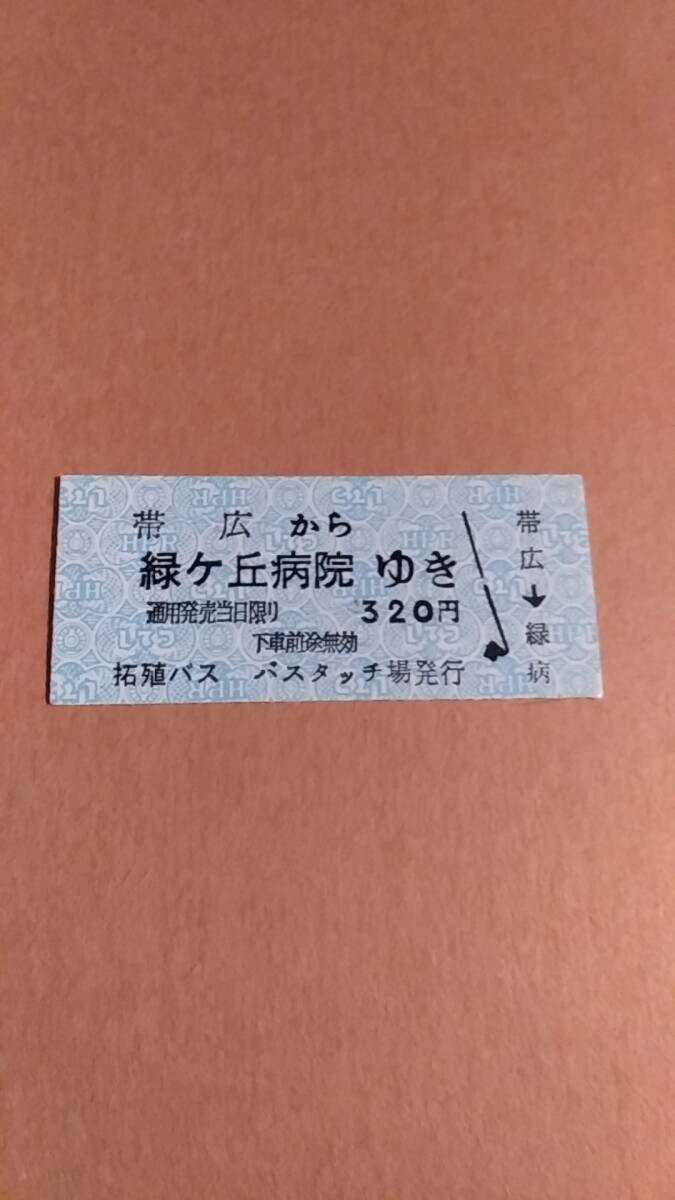 帯広から
緑ケ丘病院 ゆき
通用発売当日限り 320円
下車前途無効
拓殖バス バスタッチ場発行
帯広→緑病